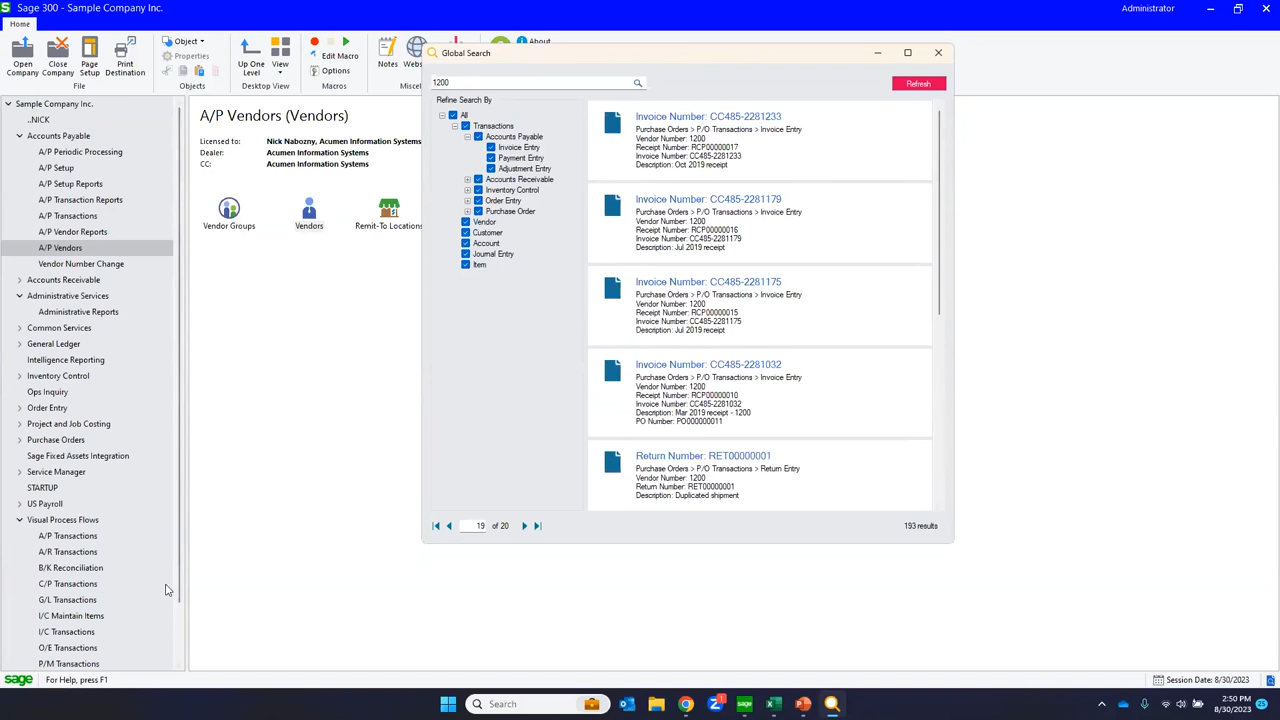 Sage 300 - Sample Company Inc.
Administrator
Home
Open Company
Close Company
Page Setup
Print Destination
File
Object
Properties
Objects
Up One Level
View
Desktop View
Edit Macro
Options
Macros
Notes
About
Sample Company Inc.
..NICK
Accounts Payable
A/P Periodic Processing
A/P Setup
A/P Setup Reports
A/P Transaction Reports
A/P Transactions
A/P Vendor Reports
A/P Vendors
Vendor Number Change
Accounts Receivable
Administrative Services
Administrative Reports
Common Services
General Ledger
Intelligence Reporting
Inventory Control
Ops Inquiry
Order Entry
Project and Job Costing
Purchase Orders
Sage Fixed Assets Integration
Service Manager
STARTUP
US Payroll
Visual Process Flows
A/P Transactions
A/R Transactions
B/K Reconciliation
C/P Transactions
G/L Transactions
I/C Maintain Items
I/C Transactions
O/E Transactions
P/M Transactions
A/P Vendors (Vendors)
Licensed to: Nick Nabozny, Acumen Information Systems
Dealer: Acumen Information Systems
CC: Acumen Information Systems
Vendor Groups
Vendors
Remit-To Locations
Global Search
1200
Refresh
Refine Search By
All
Transactions
Accounts Payable
Invoice Entry
Payment Entry
Adjustment Entry
Accounts Receivable
Inventory Control
Order Entry
Purchase Order
Vendor
Customer
Account
Journal Entry
Item
Invoice Number: CC485-2281233
Purchase Orders > P/O Transactions > Invoice Entry
Vendor Number: 1200
Receipt Number: RCP00000017
Invoice Number: CC485-2281233
Description: Oct 2019 receipt
Invoice Number: CC485-2281179
Purchase Orders > P/O Transactions > Invoice Entry
Vendor Number: 1200
Receipt Number: RCP00000016
Invoice Number: CC485-2281179
Description: Jul 2019 receipt
Invoice Number: CC485-2281175
Purchase Orders > P/O Transactions > Invoice Entry
Vendor Number: 1200
Receipt Number: RCP00000015
Invoice Number: CC485-2281175
Description: Jul 2019 receipt
Invoice Number: CC485-2281032
Purchase Orders > P/O Transactions > Invoice Entry
Vendor Number: 1200
Receipt Number: RCP00000010
Invoice Number: CC485-2281032
Description: Mar 2019 receipt - 1200
PO Number: PO000000011
Return Number: RET00000001
Purchase Orders > P/O Transactions > Return Entry
Vendor Number: 1200
Return Number: RET00000001
Description: Duplicated shipment
19 of 20
193 results
sage
For Help, press F1
Session Date: 8/30/2023
Search
1
sage
2:50 PM
8/30/2023